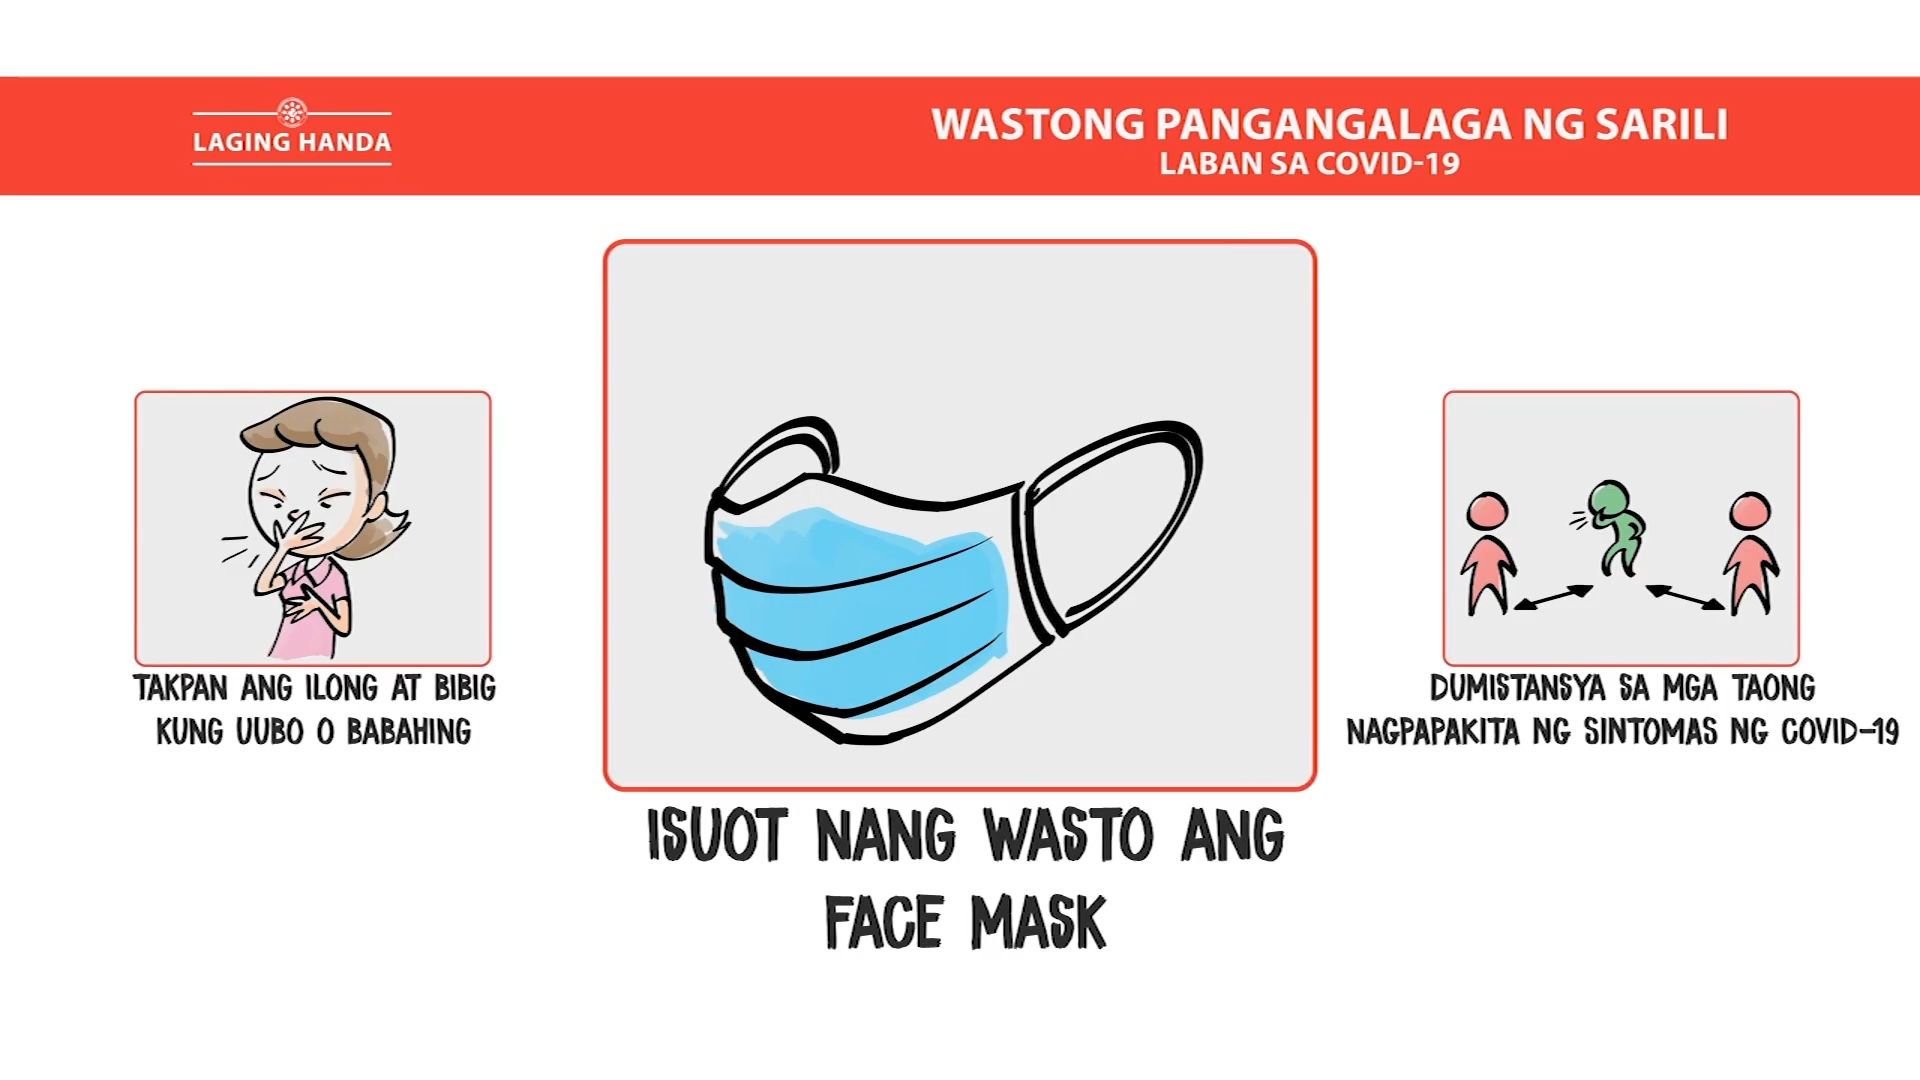 LAGING HANDA
WASTONG PANGANGALAGA NG SARILI
LABAN SA COVID-19
TAKPAN ANG ILONG AT BIBIG
KUNG UUBO O BABAHING
ISUOT NANG WASTO ANG
FACE MASK
DUMISTANSYA SA MGA TAONG
NAGPAPAKITA NG SINTOMAS NG COVID-19